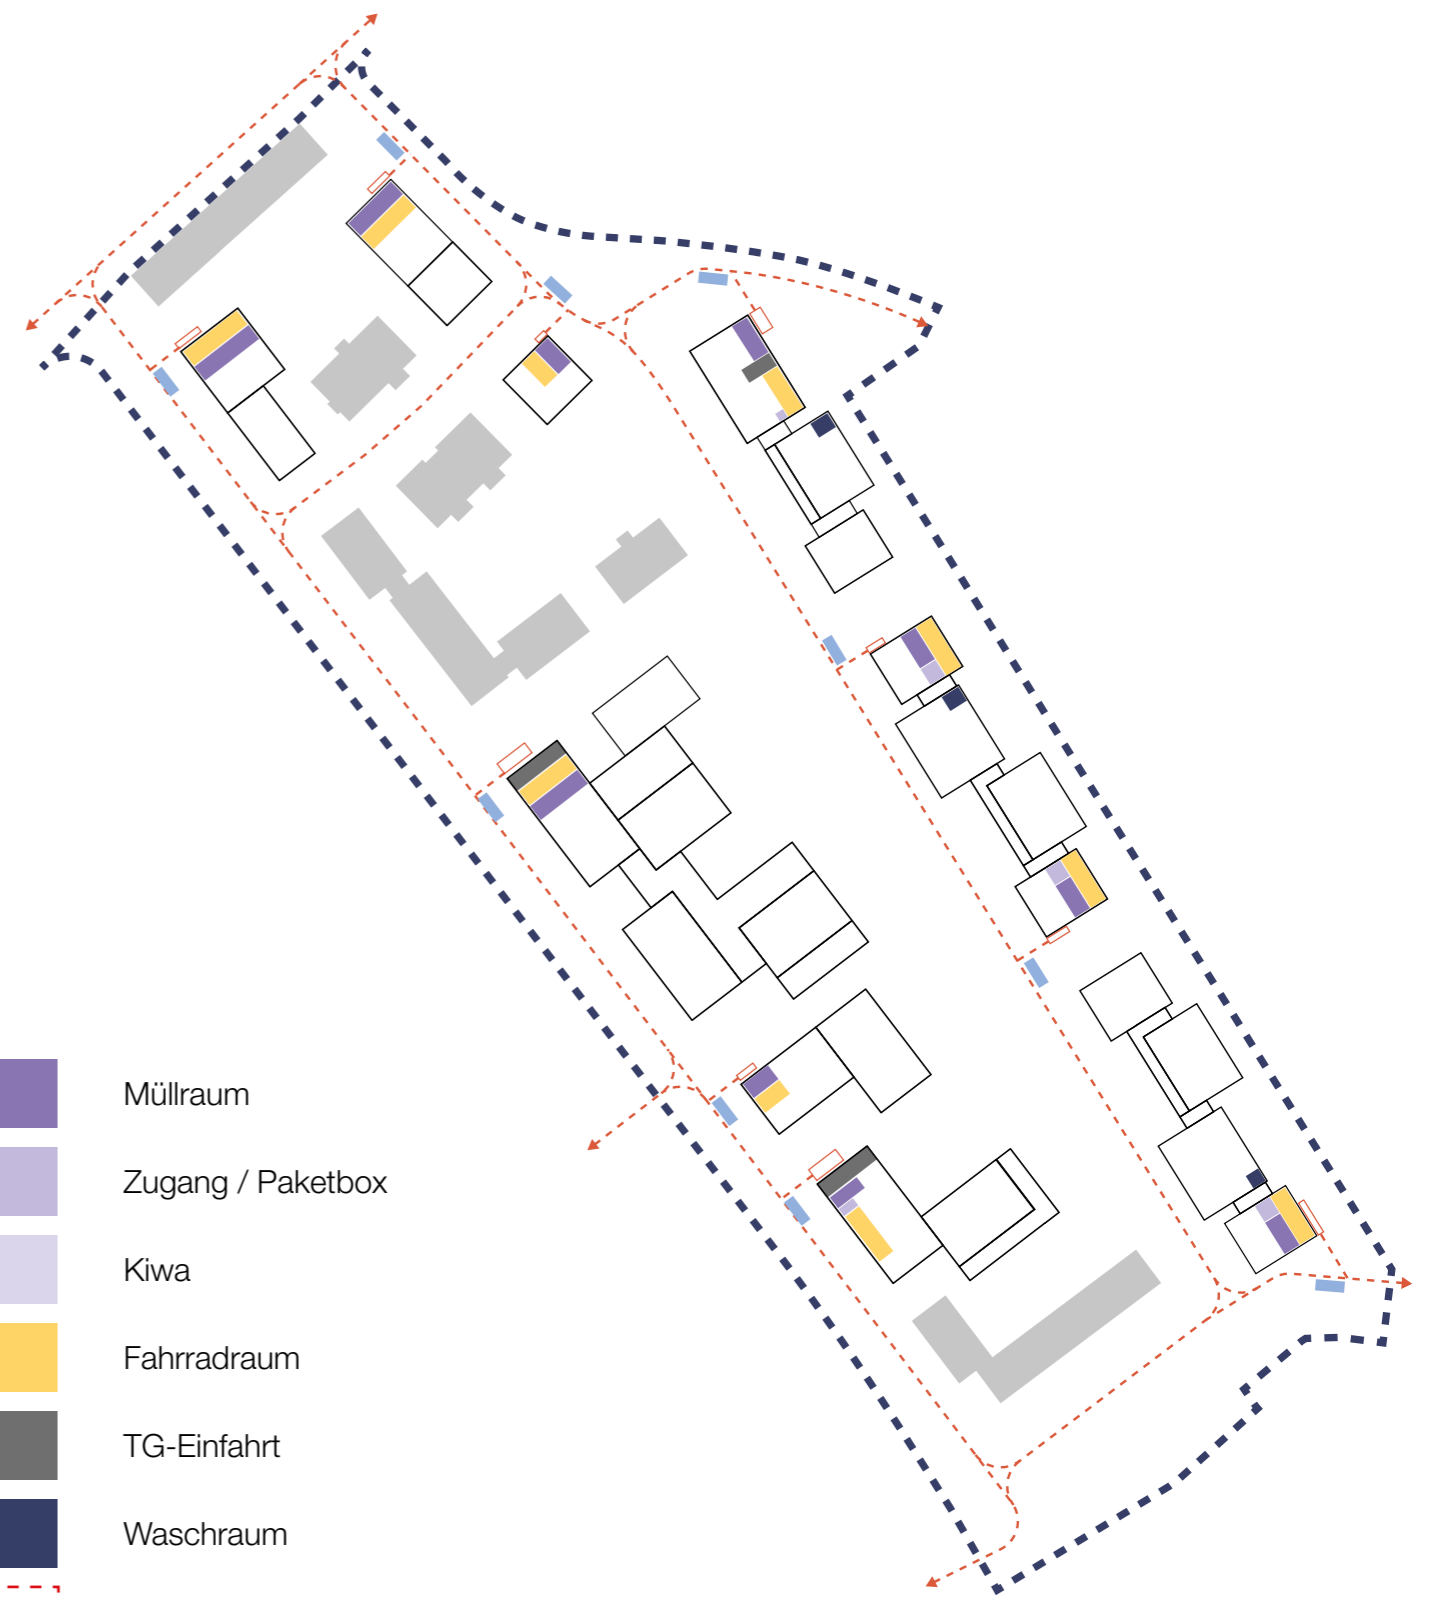 Müllraum
Zugang / Paketbox
Kiwa
Fahrradraum
TG-Einfahrt
Waschraum